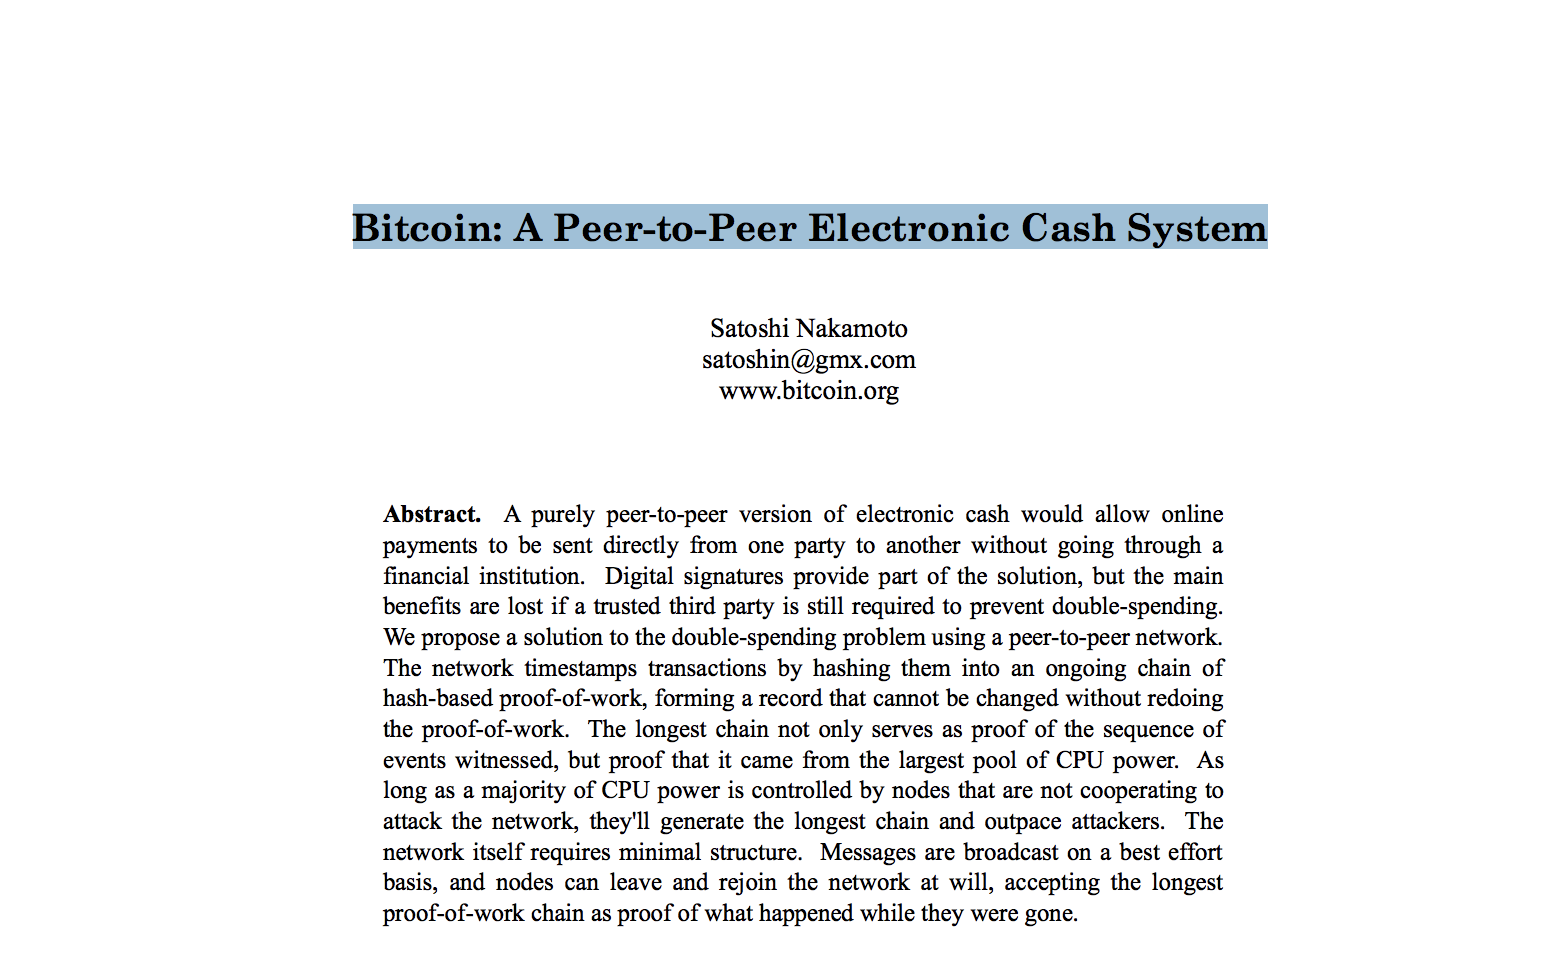 Bitcoin: A Peer-to-Peer Electronic Cash System
Satoshi Nakamoto
satoshin@gmx.com
www.bitcoin.org
Abstract. A purely peer-to-peer version of electronic cash would allow online
payments to be sent directly from one party to another without going through a
financial institution. Digital signatures provide part of the solution, but the main
benefits are lost if a trusted third party is still required to prevent double-spending.
We propose a solution to the double-spending problem using a peer-to-peer network.
The network timestamps transactions by hashing them into an ongoing chain of
hash-based proof-of-work, forming a record that cannot be changed without redoing
the proof-of-work. The longest chain not only serves as proof of the sequence of
events witnessed, but proof that it came from the largest pool of CPU power. As
long as a majority of CPU power is controlled by nodes that are not cooperating to
attack the network, they'll generate the longest chain and outpace attackers. The
network itself requires minimal structure. Messages are broadcast on a best effort
basis, and nodes can leave and rejoin the network at will, accepting the longest
proof-of-work chain as proof of what happened while they were gone.